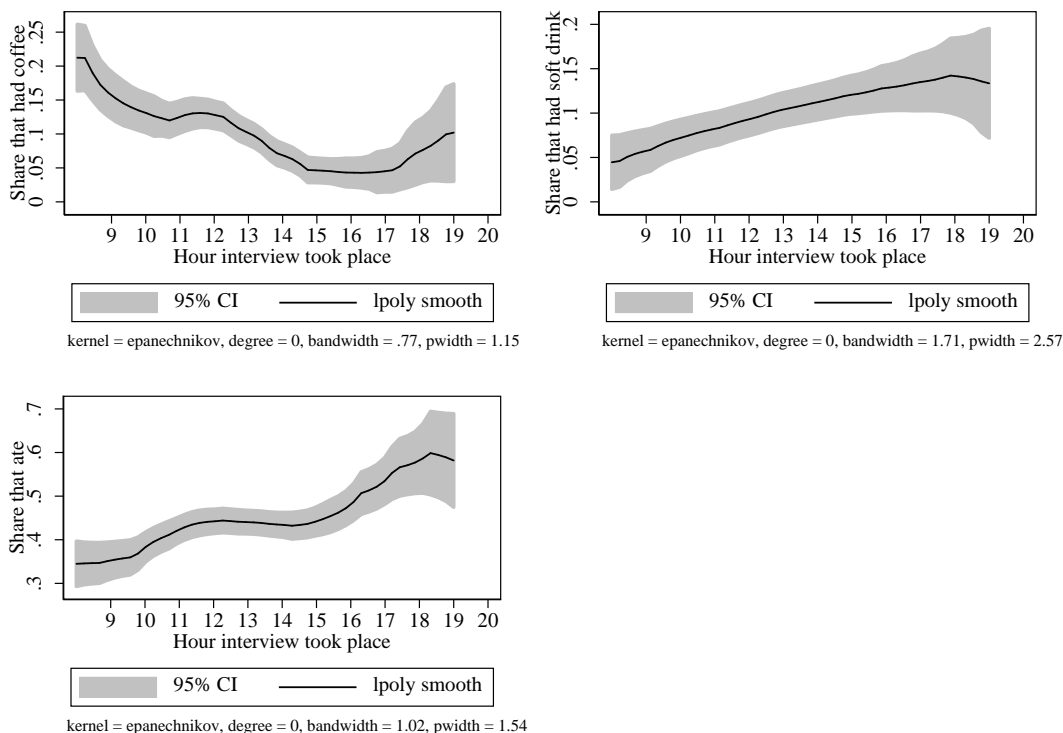 Share that had coffee
0 .05 .1 .15 .2 .25
9 10 11 12 13 14 15 16 17 18 19 20
Hour interview took place
95% CI lpoly smooth
kernel = epanechnikov, degree = 0, bandwidth = .77, pwidth = 1.15
Share that had soft drink
0 .05 .1 .15 .2
9 10 11 12 13 14 15 16 17 18 19 20
Hour interview took place
95% CI lpoly smooth
kernel = epanechnikov, degree = 0, bandwidth = 1.71, pwidth = 2.57
Share that ate
.3 .4 .5 .6 .7
9 10 11 12 13 14 15 16 17 18 19 20
Hour interview took place
95% CI lpoly smooth
kernel = epanechnikov, degree = 0, bandwidth = 1.02, pwidth = 1.54